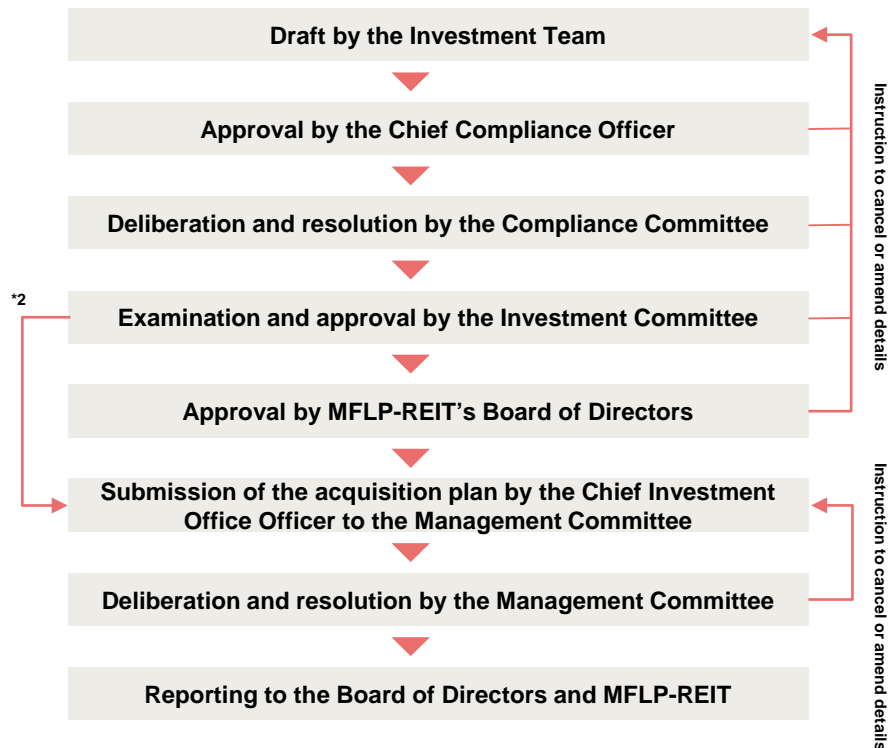 Draft by the Investment Team
Approval by the Chief Compliance Officer
Deliberation and resolution by the Compliance Committee
Instruction to cancel or amend details
*2
Examination and approval by the Investment Committee
Approval by MFLP-REIT’s Board of Directors
Submission of the acquisition plan by the Chief Investment
Office Officer to the Management Committee
Deliberation and resolution by the Management Committee
Instruction to cancel or amend details
Reporting to the Board of Directors and MFLP-REIT